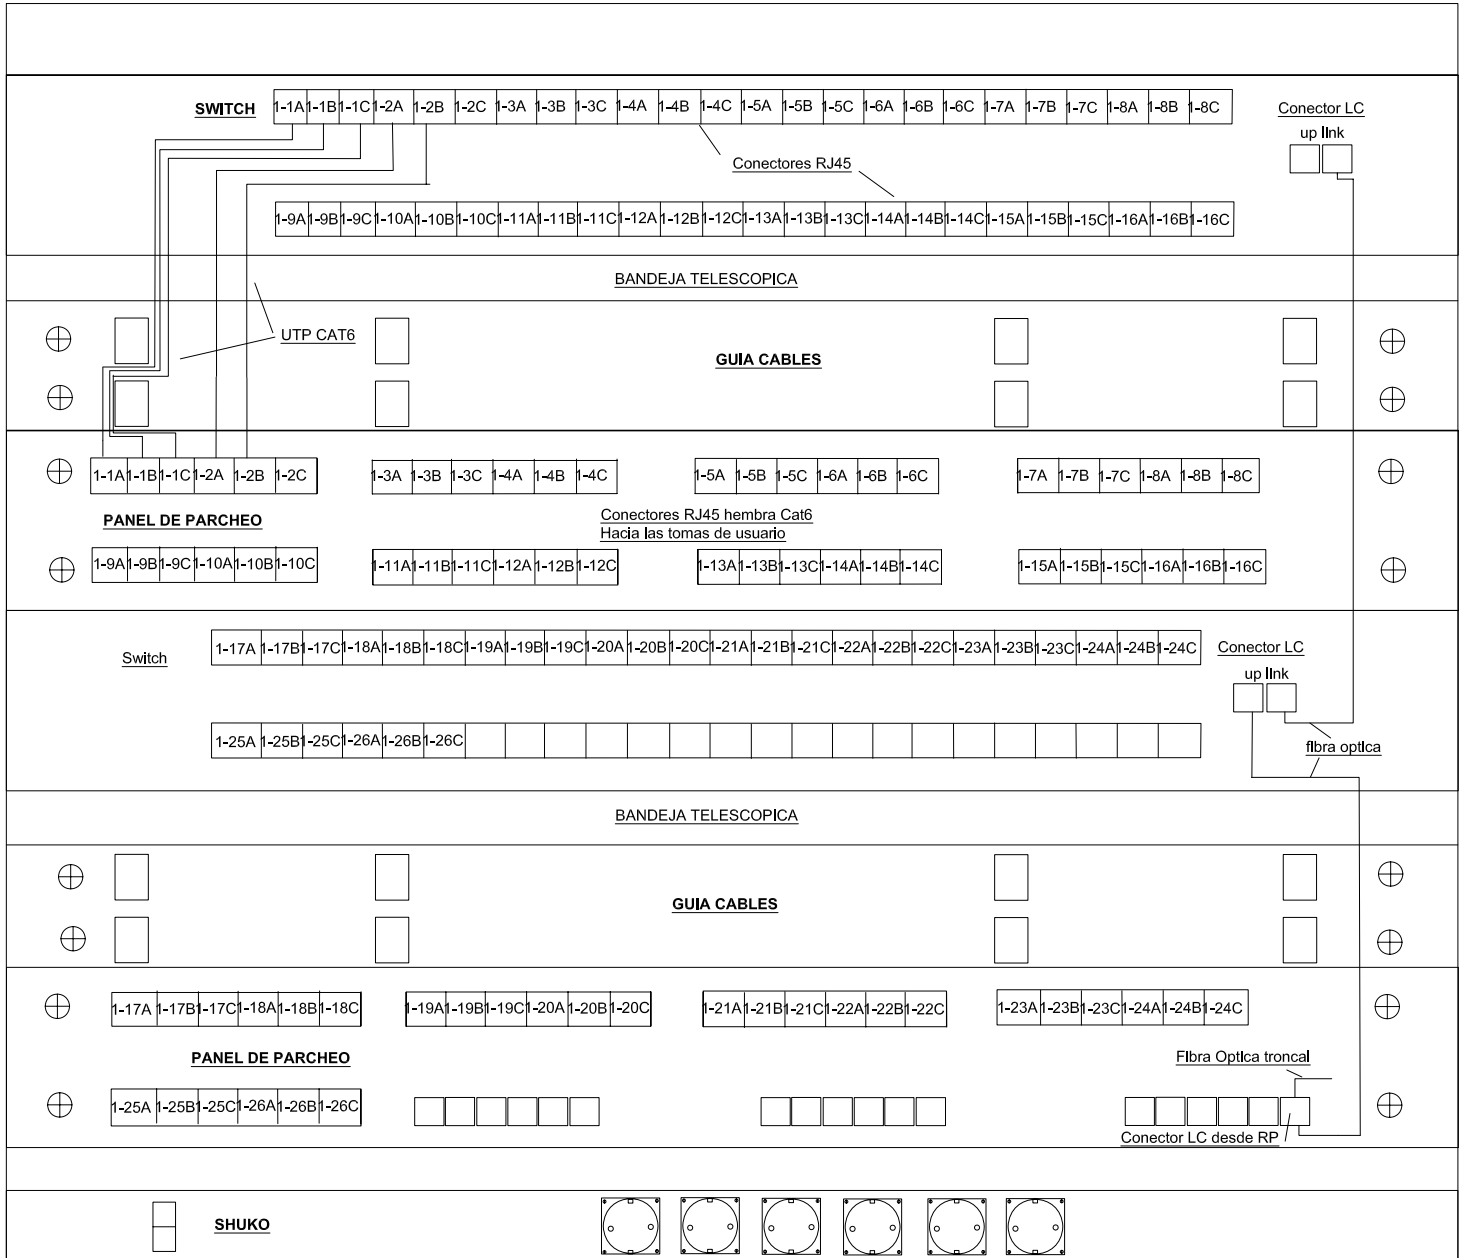 SWITCH 1-1A 1-1B 1-1C 1-2A 1-2B 1-2C 1-3A 1-3B 1-3C 1-4A 1-4B 1-4C 1-5A 1-5B 1-5C 1-6A 1-6B 1-6C 1-7A 1-7B 1-7C 1-8A 1-8B 1-8C
Conector LC
up link
Conectores RJ45
1-9A 1-9B 1-9C 1-10A 1-10B 1-10C 1-11A 1-11B 1-11C 1-12A 1-12B 1-12C 1-13A 1-13B 1-13C 1-14A 1-14B 1-14C 1-15A 1-15B 1-15C 1-16A 1-16B 1-16C
BANDEJA TELESCOPICA
UTP CAT6
GUIA CABLES
1-1A 1-1B 1-1C 1-2A 1-2B 1-2C 1-3A 1-3B 1-3C 1-4A 1-4B 1-4C 1-5A 1-5B 1-5C 1-6A 1-6B 1-6C 1-7A 1-7B 1-7C 1-8A 1-8B 1-8C
PANEL DE PARCHEO
Conectores RJ45 hembra Cat6
Hacia las tomas de usuario
1-9A 1-9B 1-9C 1-10A 1-10B 1-10C 1-11A 1-11B 1-11C 1-12A 1-12B 1-12C 1-13A 1-13B 1-13C 1-14A 1-14B 1-14C 1-15A 1-15B 1-15C 1-16A 1-16B 1-16C
Switch 1-17A 1-17B 1-17C 1-18A 1-18B 1-18C 1-19A 1-19B 1-19C 1-20A 1-20B 1-20C 1-21A 1-21B 1-21C 1-22A 1-22B 1-22C 1-23A 1-23B 1-23C 1-24A 1-24B 1-24C
Conector LC
up link
1-25A 1-25B 1-25C 1-26A 1-26B 1-26C
fibra optica
BANDEJA TELESCOPICA
GUIA CABLES
1-17A 1-17B 1-17C 1-18A 1-18B 1-18C 1-19A 1-19B 1-19C 1-20A 1-20B 1-20C 1-21A 1-21B 1-21C 1-22A 1-22B 1-22C 1-23A 1-23B 1-23C 1-24A 1-24B 1-24C
PANEL DE PARCHEO
Fibra Optica troncal
1-25A 1-25B 1-25C 1-26A 1-26B 1-26C
Conector LC desde RP
SHUKO